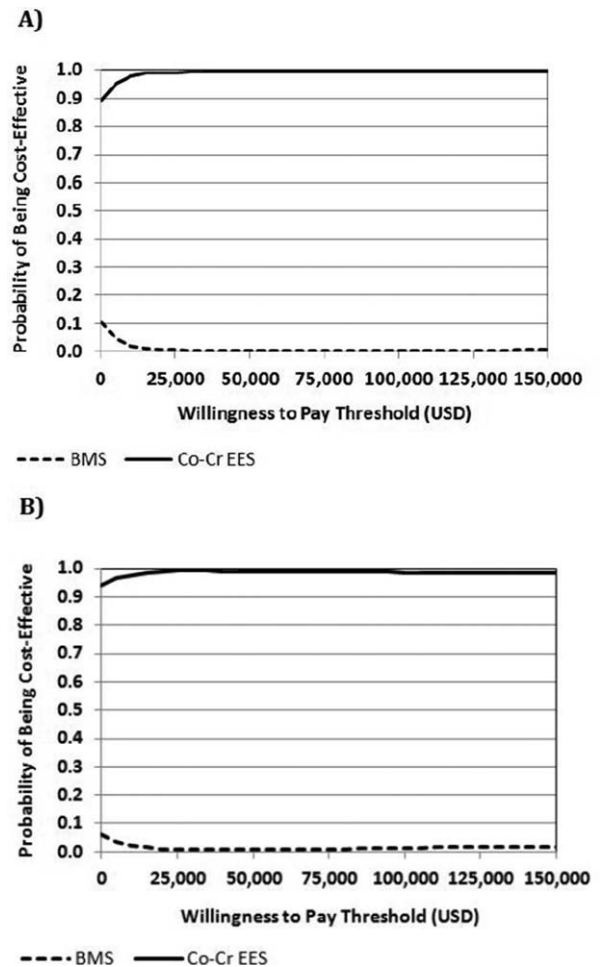 A)
Probability of Being Cost-Effective
1.0
0.9
0.8
0.7
0.6
0.5
0.4
0.3
0.2
0.1
0.0
0 25,000 50,000 75,000 100,000 125,000 150,000
Willingness to Pay Threshold (USD)
BMS Co-Cr EES
B)
Probability of Being Cost-Effective
1.0
0.9
0.8
0.7
0.6
0.5
0.4
0.3
0.2
0.1
0.0
0 25,000 50,000 75,000 100,000 125,000 150,000
Willingness to Pay Threshold (USD)
BMS Co-Cr EES